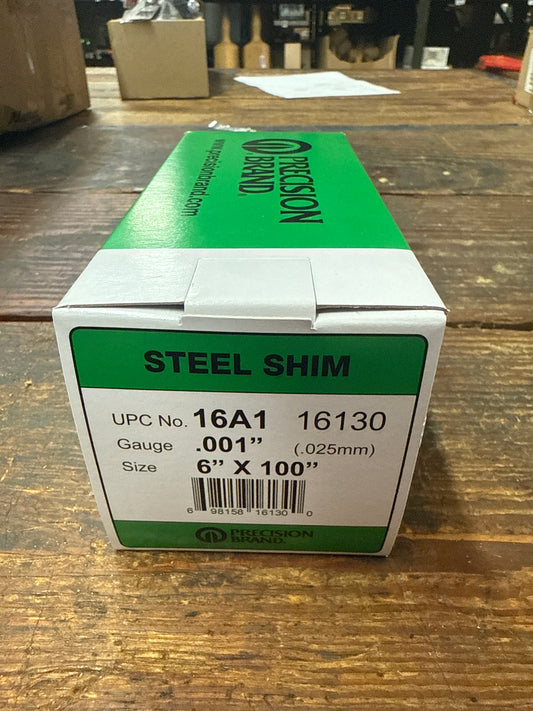 PRECISION
BRAND®
www.precisionbrand.com
STEEL SHIM
UPC No. 16A1 16130
Gauge .001” (.025mm)
Size 6” X 100”
6 98158 16130 0
PRECISION
BRAND.